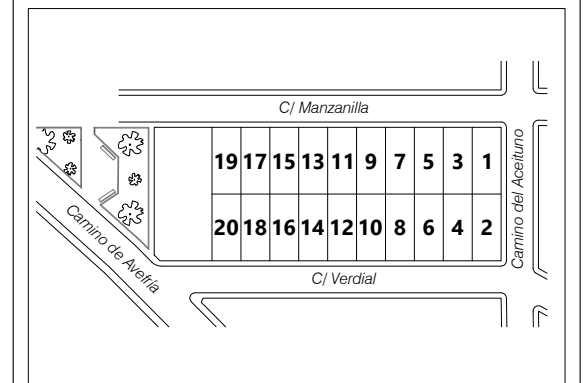 C/ Manzanilla
19 17 15 13 11 9 7 5 3 1
20 18 16 14 12 10 8 6 4 2
Camino del Aceituno
Camino de Avefría
C/ Verdial